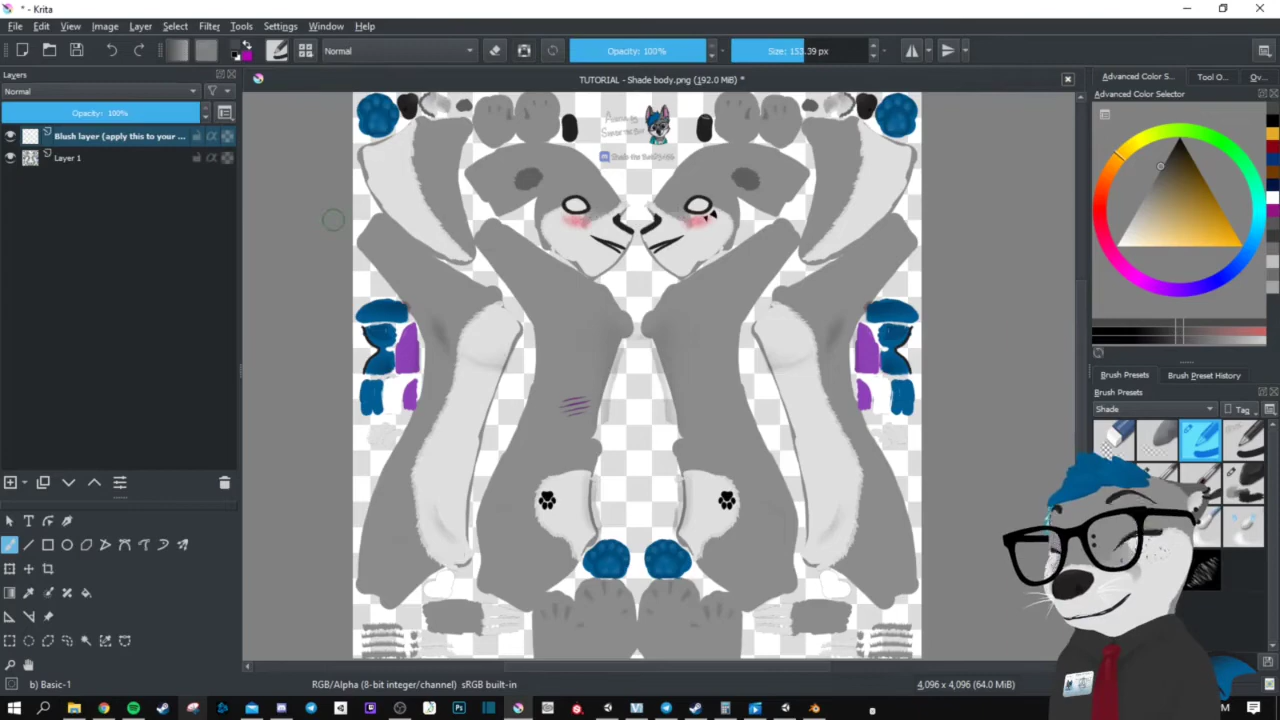 * - Krita
File Edit View Image Layer Select Filter Tools Settings Window Help
Normal
Opacity: 100%
Size: 153.39 px
Layers
TUTORIAL - Shade body.png (192.0 MiB) *
Advanced Color S... Tool O... Ov...
Normal
Advanced Color Selector
Opacity: 100%
Blush layer (apply this to your ...
Layer 1
Brush Presets Brush Preset History
Brush Presets
Shade
Tag
b) Basic-1
RGB/Alpha (8-bit integer/channel) sRGB built-in
4,096 x 4,096 (64.0 MiB)